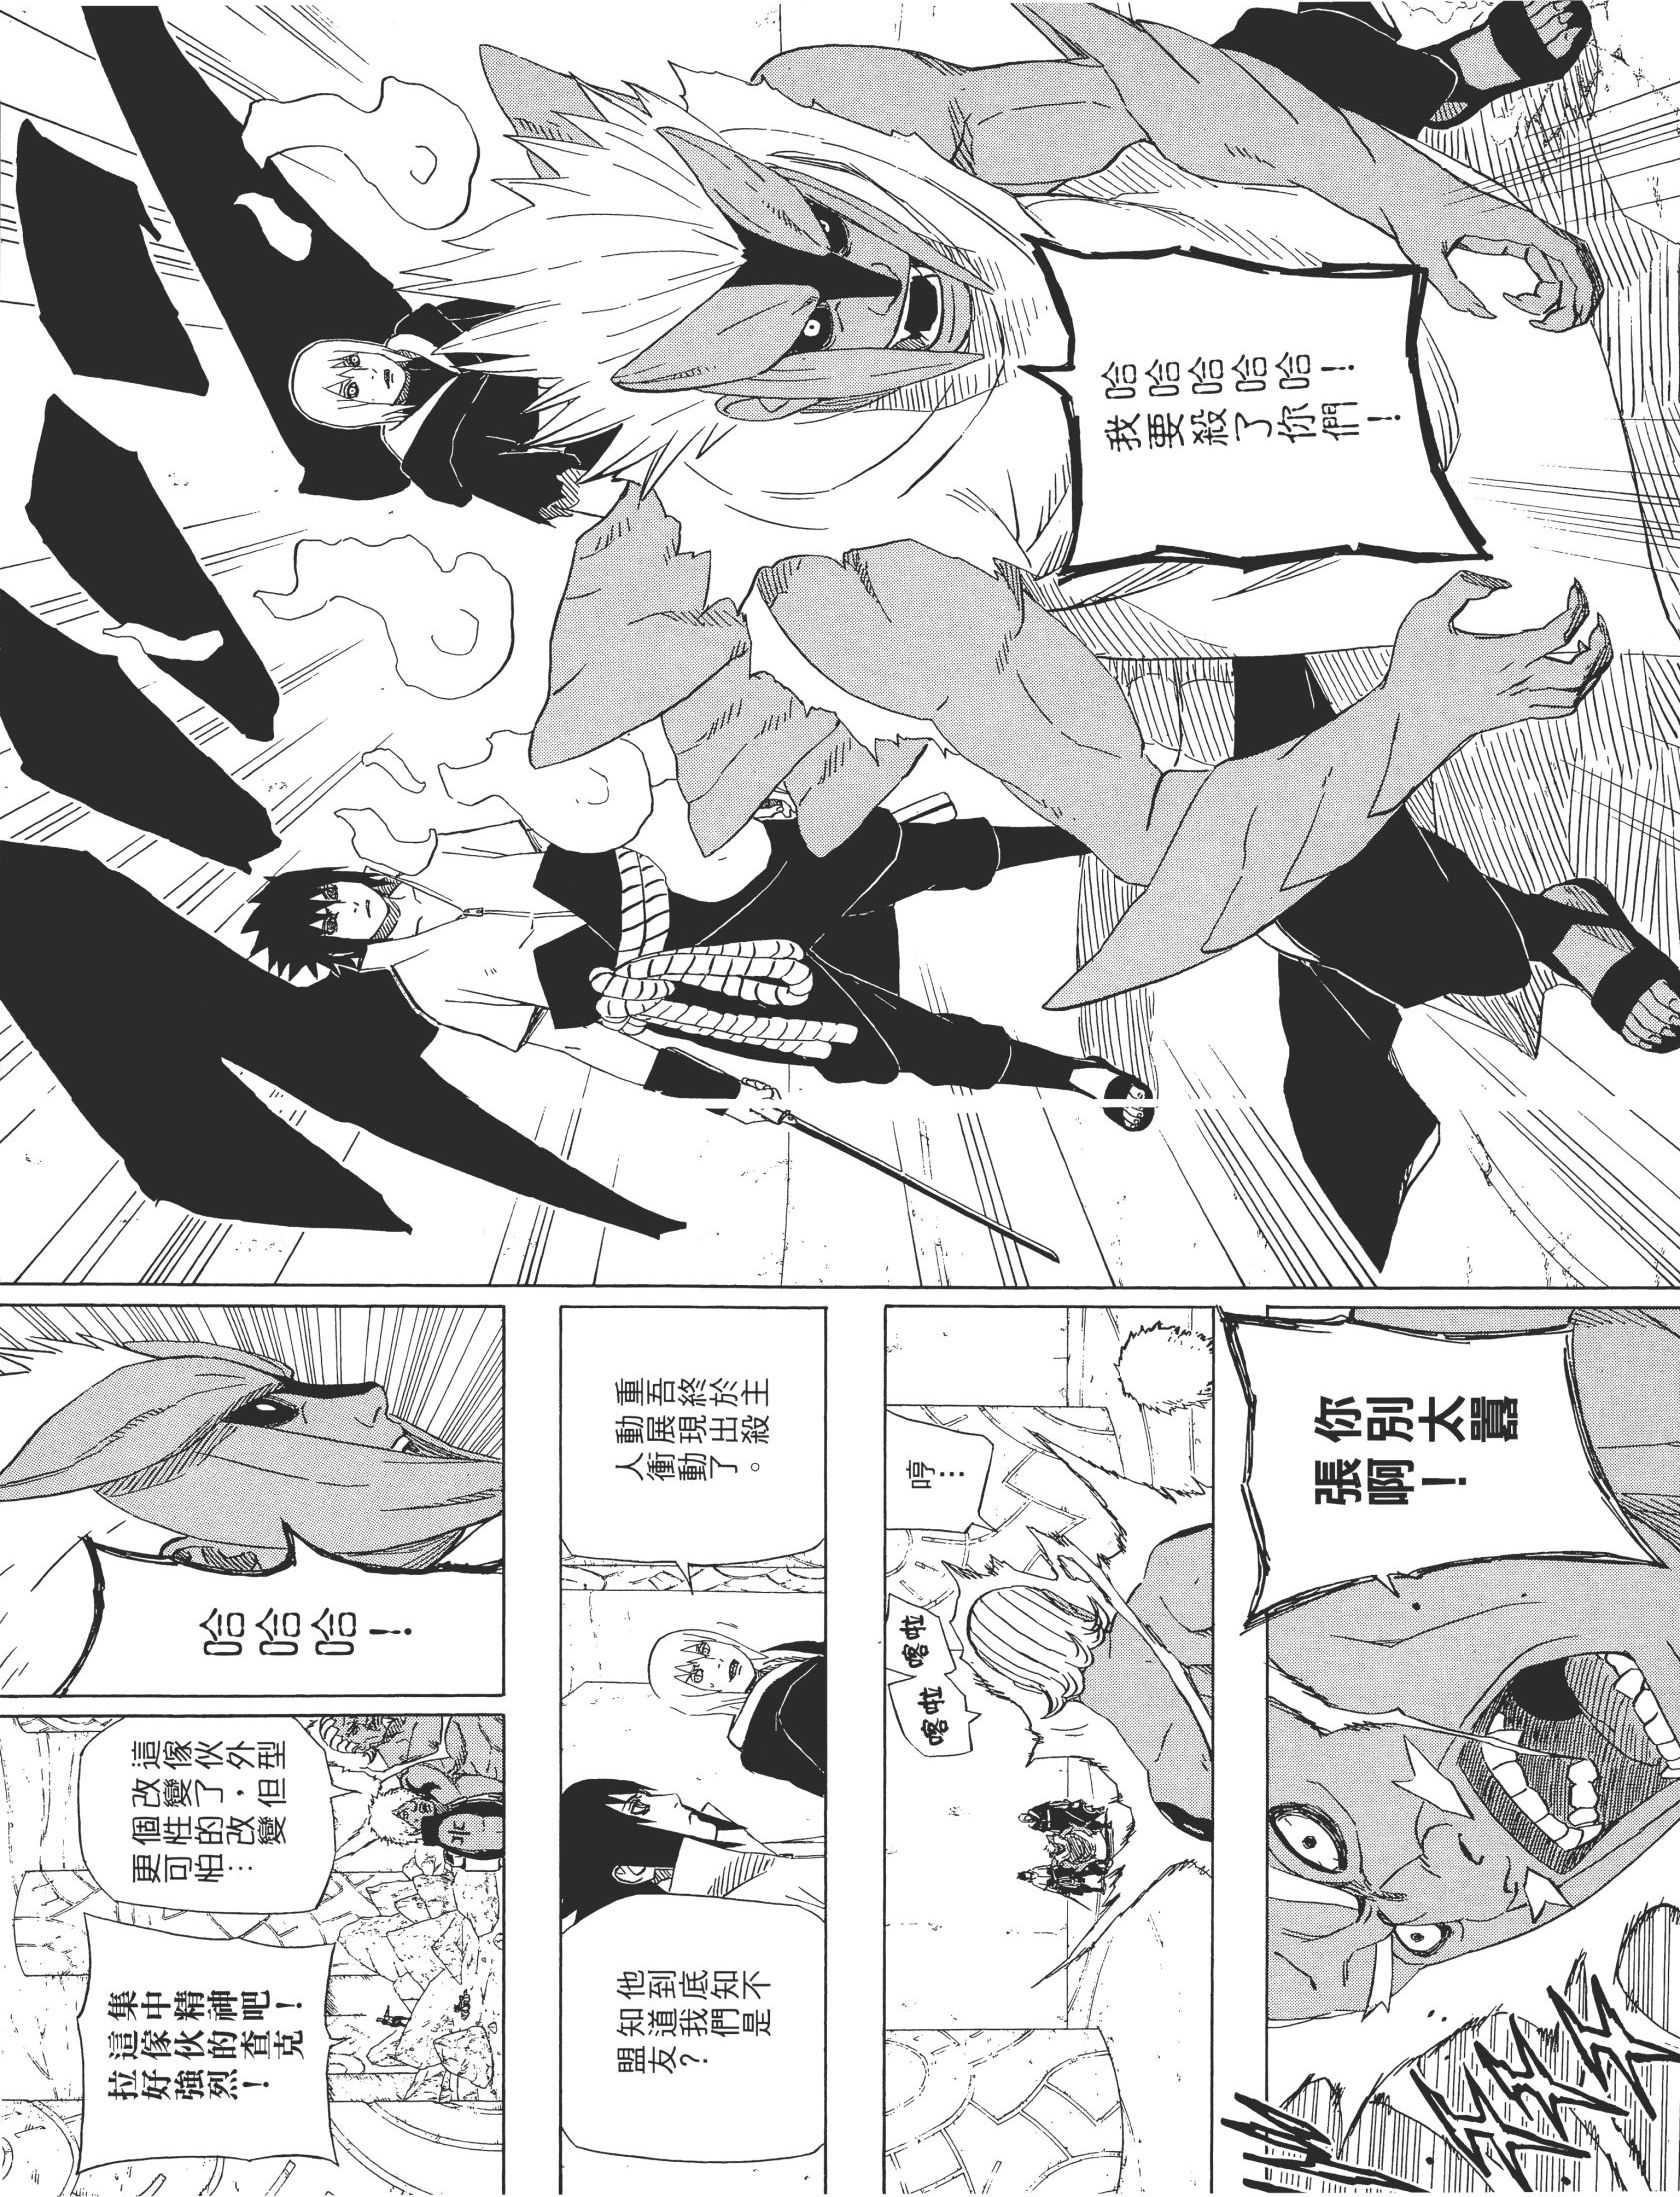 哈哈哈哈哈！
我要殺了你們！
哈哈哈！
這傢伙外型
改變了，但
個性的改變
更可怕…
水
集中精神吧！
這傢伙的查克
拉好強烈！
重吾終於主
動展現出殺
人衝動了。
他到底知不
知道我們是
盟友？
哼…
喀啦
喀啦
你別太囂
張啊！